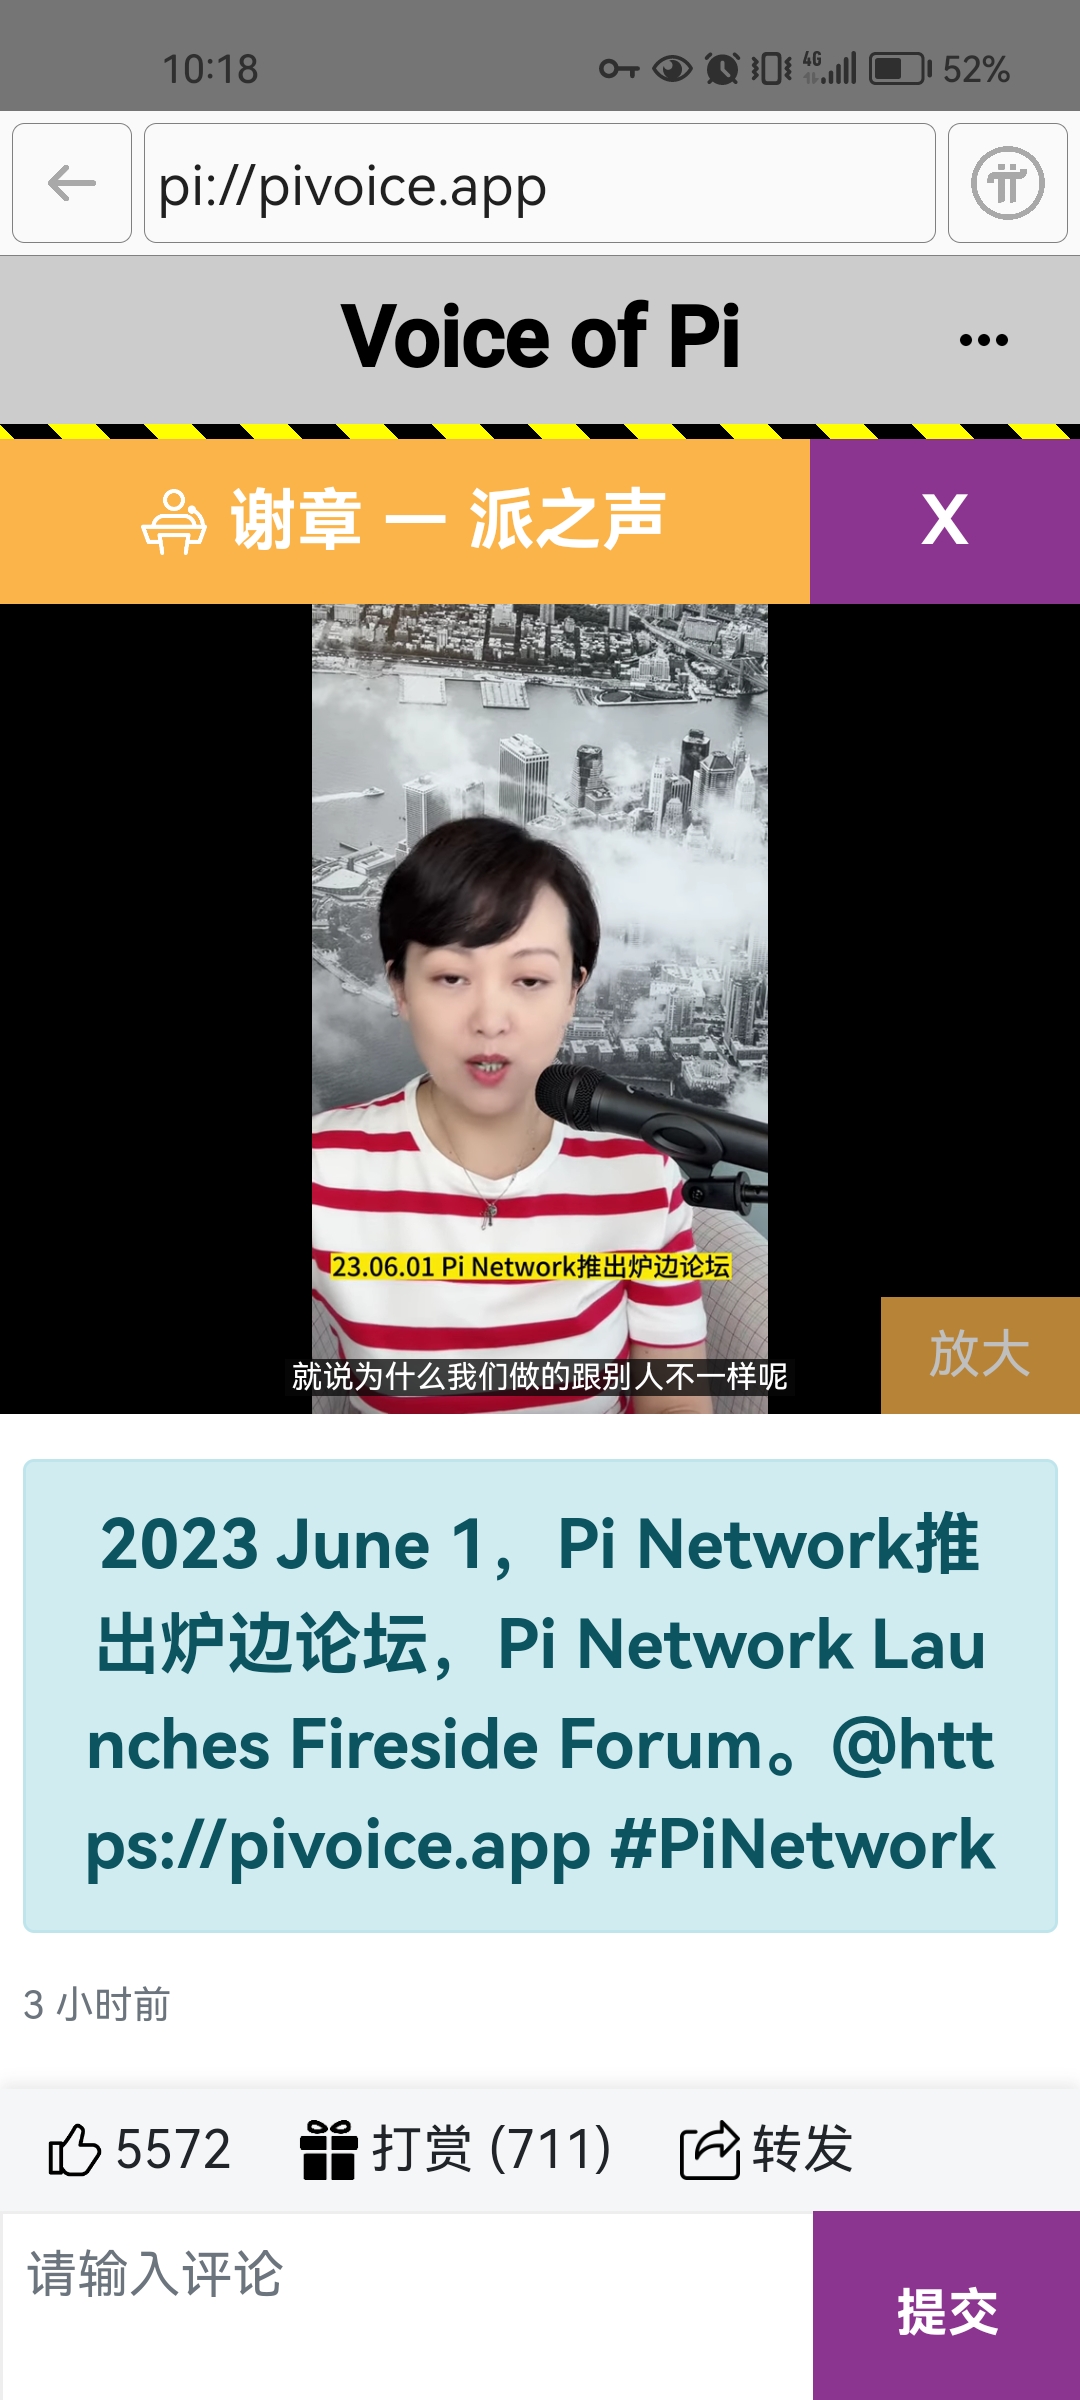 10:18 4G 52%
pi://pivoice.app
Voice of Pi
谢章 一 派之声 X
23.06.01 Pi Network推出炉边论坛
就说为什么我们做的跟别人不一样呢
放大
2023 June 1，Pi Network推
出炉边论坛，Pi Network Lau
nches Fireside Forum。@htt
ps://pivoice.app #PiNetwork
3 小时前
5572 打赏 (711) 转发
请输入评论
提交